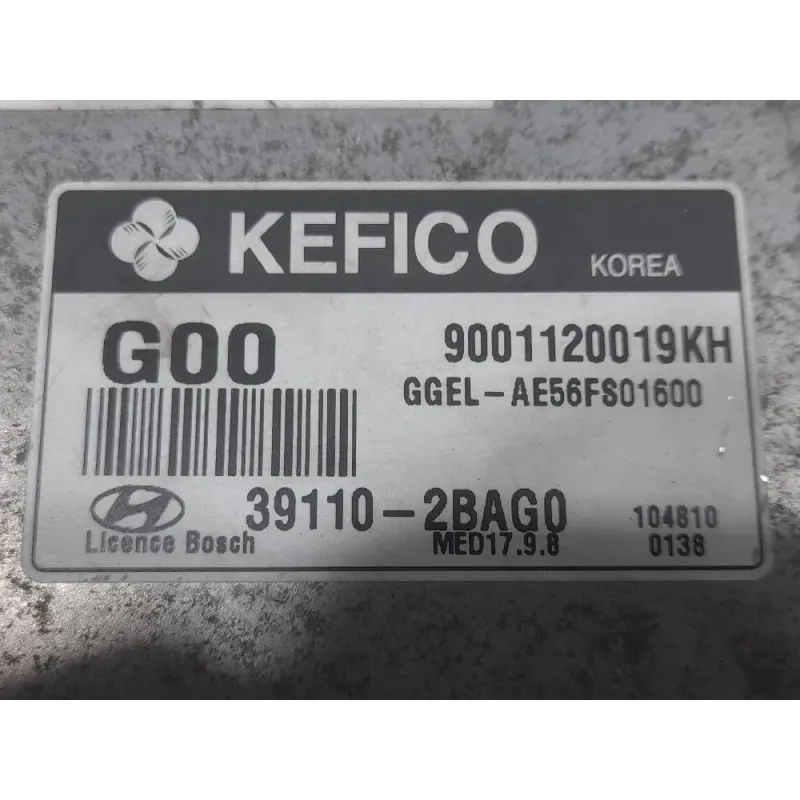 KEFICO KOREA
G00 9001120019KH
GGEL-AE56FS01600
39110-2BAG0 104810
Licence Bosch MED17.9.8 0138